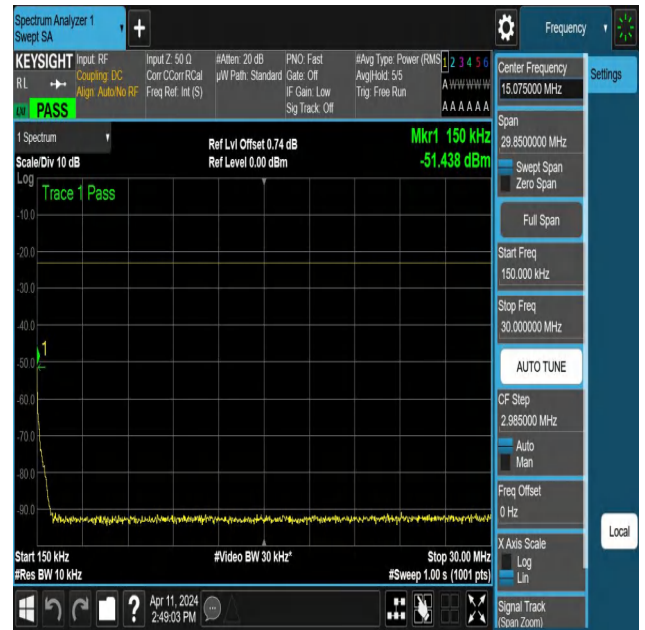 Spectrum Analyzer 1
Swept SA
Frequency
KEYSIGHT
RL
LXI
PASS
Input: RF
Coupling: DC
Align: Auto/No RF
Input Z: 50 Ω
Corr CCorr RCal
Freq Ref: Int (S)
#Atten: 20 dB
µW Path: Standard
PNO: Fast
Gate: Off
IF Gain: Low
Sig Track: Off
#Avg Type: Power (RMS
Avg|Hold: 5/5
Trig: Free Run
1 2 3 4 5 6
A W W W W W
A A A A A A
1 Spectrum
Scale/Div 10 dB
Log
Ref Lvl Offset 0.74 dB
Ref Level 0.00 dBm
Mkr1 150 kHz
-51.438 dBm
Trace 1 Pass
-10.0
-20.0
-30.0
-40.0
1
-50.0
-60.0
-70.0
-80.0
-90.0
Start 150 kHz
#Res BW 10 kHz
#Video BW 30 kHz*
Stop 30.00 MHz
#Sweep 1.00 s (1001 pts)
?
Apr 11, 2024
2:49:03 PM
Center Frequency
15.075000 MHz
Settings
Span
29.8500000 MHz
Swept Span
Zero Span
Full Span
Start Freq
150.000 kHz
Stop Freq
30.000000 MHz
AUTO TUNE
CF Step
2.985000 MHz
Auto
Man
Freq Offset
0 Hz
X Axis Scale
Log
Lin
Local
Signal Track
(Span Zoom)